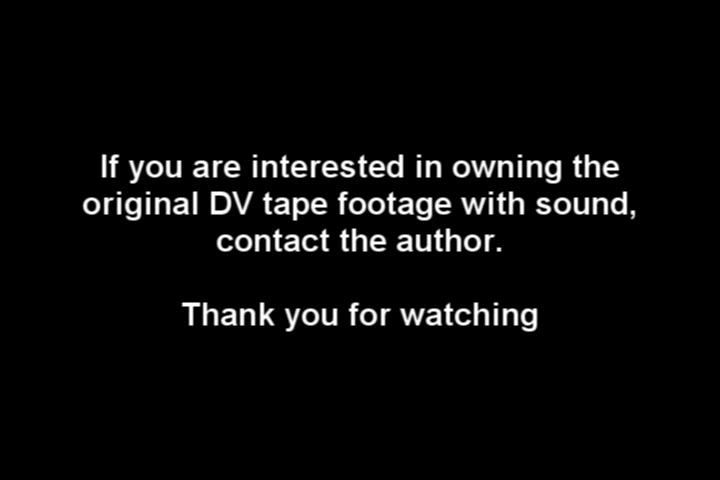 If you are interested in owning the
original DV tape footage with sound,
contact the author.
Thank you for watching